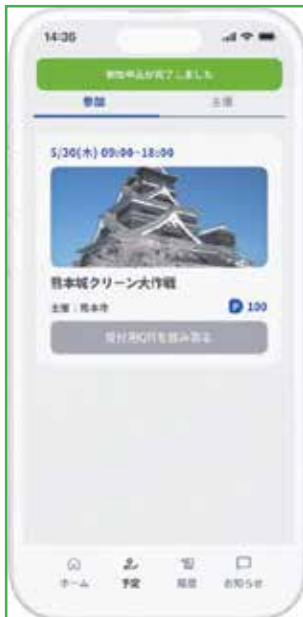 14:36
参加申込が完了しました
参加
主催
5/30(木) 09:00-18:00
熊本城クリーン大作戦
主催：熊本市
P 100
受付用QRを読み取る
ホーム
予定
履歴
お知らせ